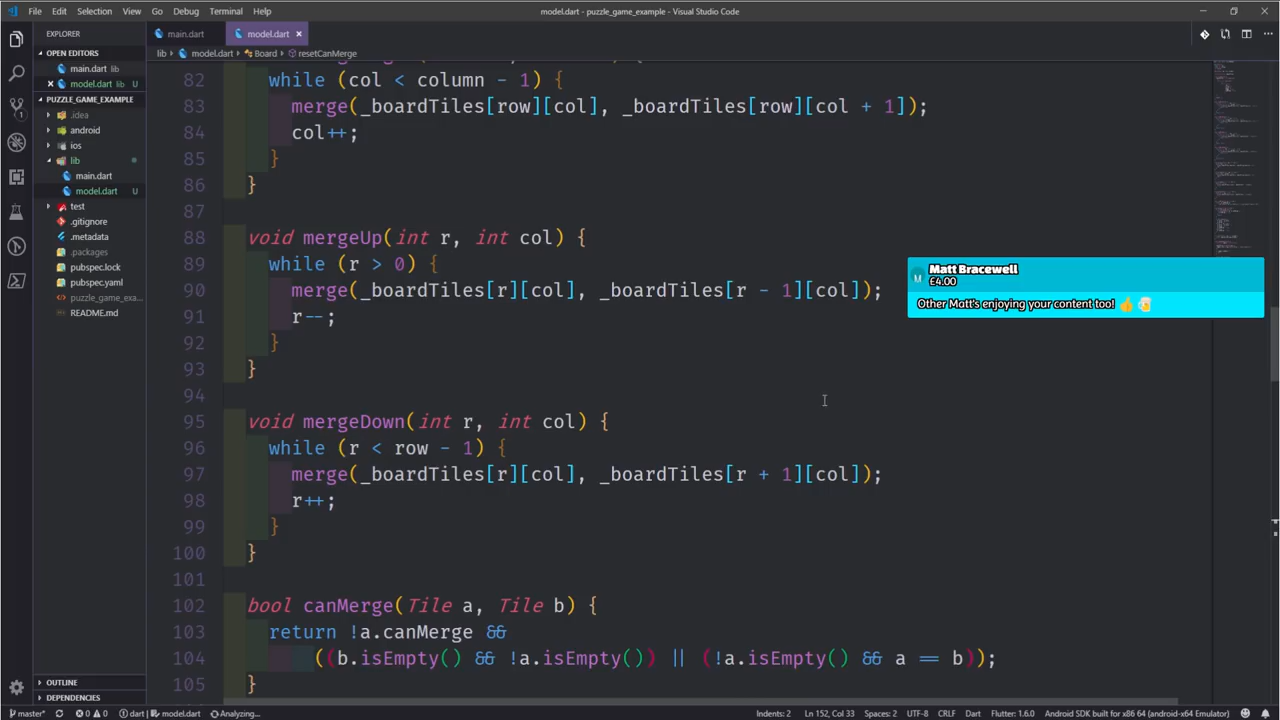 File Edit Selection View Go Debug Terminal Help
model.dart - puzzle_game_example - Visual Studio Code
EXPLORER
OPEN EDITORS
main.dart lib
model.dart lib U
PUZZLE_GAME_EXAMPLE
.idea
android
ios
lib
main.dart
model.dart U
test
.gitignore
.metadata
.packages
pubspec.lock
pubspec.yaml
puzzle_game_exa...
README.md
OUTLINE
DEPENDENCIES
main.dart model.dart
lib model.dart Board resetCanMerge
82 while (col < column - 1) {
83 merge(_boardTiles[row][col], _boardTiles[row][col + 1]);
84 col++;
85 }
86 }
87
88 void mergeUp(int r, int col) {
89 while (r > 0) {
90 merge(_boardTiles[r][col], _boardTiles[r - 1][col]);
91 r--;
92 }
93 }
94
95 void mergeDown(int r, int col) {
96 while (r < row - 1) {
97 merge(_boardTiles[r][col], _boardTiles[r + 1][col]);
98 r++;
99 }
100 }
101
102 bool canMerge(Tile a, Tile b) {
103 return !a.canMerge &&
104 ((b.isEmpty() && !a.isEmpty()) || (!a.isEmpty() && a == b));
105 }
Matt Bracewell
£4.00
Other Matt's enjoying your content too! 👍 🍻
master* 0 0 dart | model.dart Analyzing... Indents: 2 Ln 152, Col 33 Spaces: 2 UTF-8 CRLF Dart Flutter: 1.6.0 Android SDK built for x86 64 (android-x64 Emulator)